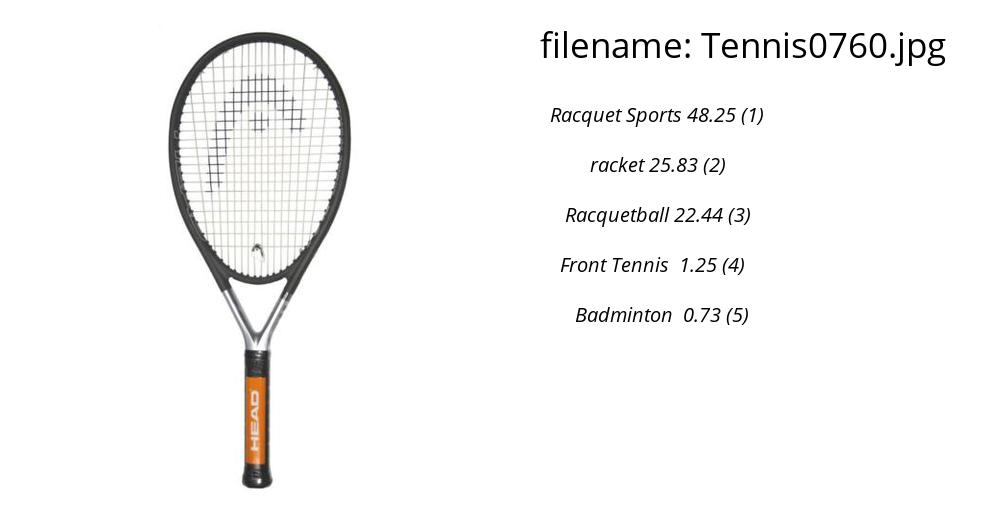 filename: Tennis0760.jpg
Racquet Sports 48.25 (1)
racket 25.83 (2)
Racquetball 22.44 (3)
Front Tennis 1.25 (4)
Badminton 0.73 (5)
HEAD